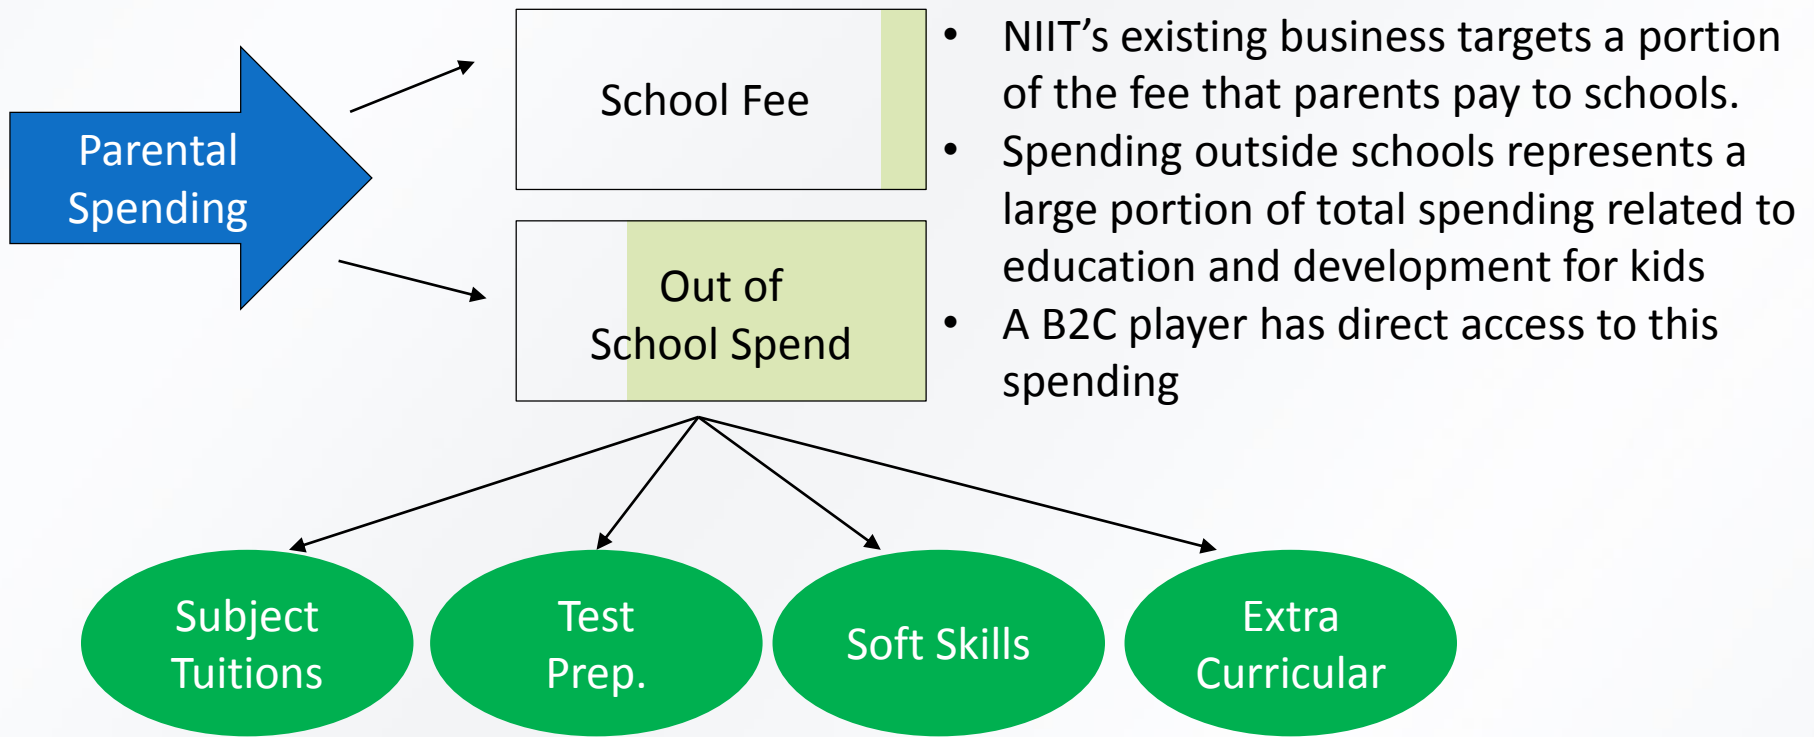 Parental
Spending
School Fee
Out of
School Spend
• NIIT’s existing business targets a portion
of the fee that parents pay to schools.
• Spending outside schools represents a
large portion of total spending related to
education and development for kids
• A B2C player has direct access to this
spending
Subject
Tuitions
Test
Prep.
Soft Skills
Extra
Curricular